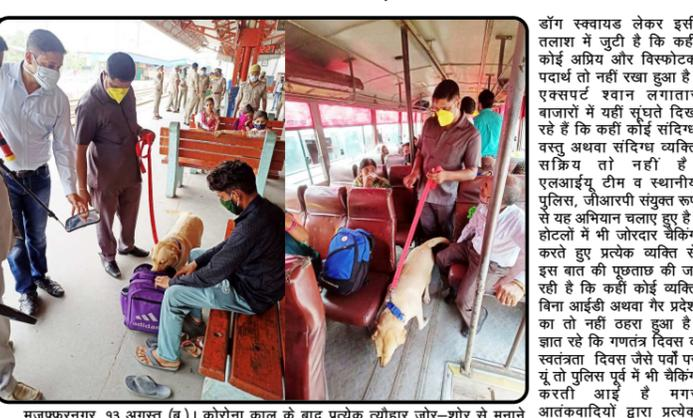 adidas
मुजफ्फरनगर, १३ अगस्त (बु.)। कोरोना काल के बाद प्रत्येक त्यौहार जोर–शोर से मनाने
डॉग स्क्वायड लेकर इसी
तलाश में जुटी है कि कहीं
कोई अप्रिय और विस्फोटक
पदार्थ तो नहीं रखा हुआ है।
एक्सपर्ट श्वान लगातार
बाजारों में यहीं सूंघते दिख
रहे हैं कि कहीं कोई संदिग्ध
वस्तु अथवा संदिग्ध व्यक्ति
सक्रिय तो नहीं है।
एलआईयू टीम व स्थानीय
पुलिस, जीआरपी संयुक्त रूप
से यह अभियान चलाए हुए है।
होटलों में भी जोरदार चैकिंग
करते हुए प्रत्येक व्यक्ति से
इस बात की पूछताछ की जा
रही है कि कहीं कोई व्यक्ति
बिना आईडी अथवा गैर प्रदेश
का तो नहीं ठहरा हुआ है।
ज्ञात रहे कि गणतंत्र दिवस व
स्वतंत्रता दिवस जैसे पर्वों पर
यूं तो पुलिस पूर्व में भी चैकिंग
करती आई है मगर
आतंकवादियों द्वारा प्रत्येक